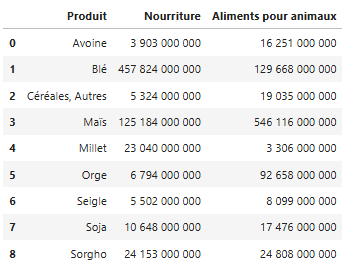 Produit Nourriture Aliments pour animaux
0 Avoine 3 903 000 000 16 251 000 000
1 Blé 457 824 000 000 129 668 000 000
2 Céréales, Autres 5 324 000 000 19 035 000 000
3 Maïs 125 184 000 000 546 116 000 000
4 Millet 23 040 000 000 3 306 000 000
5 Orge 6 794 000 000 92 658 000 000
6 Seigle 5 502 000 000 8 099 000 000
7 Soja 10 648 000 000 17 476 000 000
8 Sorgho 24 153 000 000 24 808 000 000